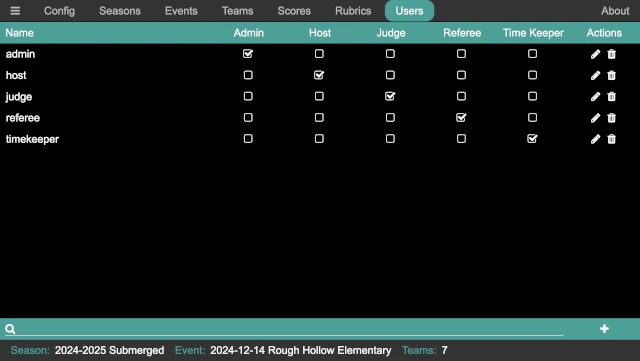 Config Seasons Events Teams Scores Rubrics Users About
Name Admin Host Judge Referee Time Keeper Actions
admin
host
judge
referee
timekeeper
Season: 2024-2025 Submerged Event: 2024-12-14 Rough Hollow Elementary Teams: 7